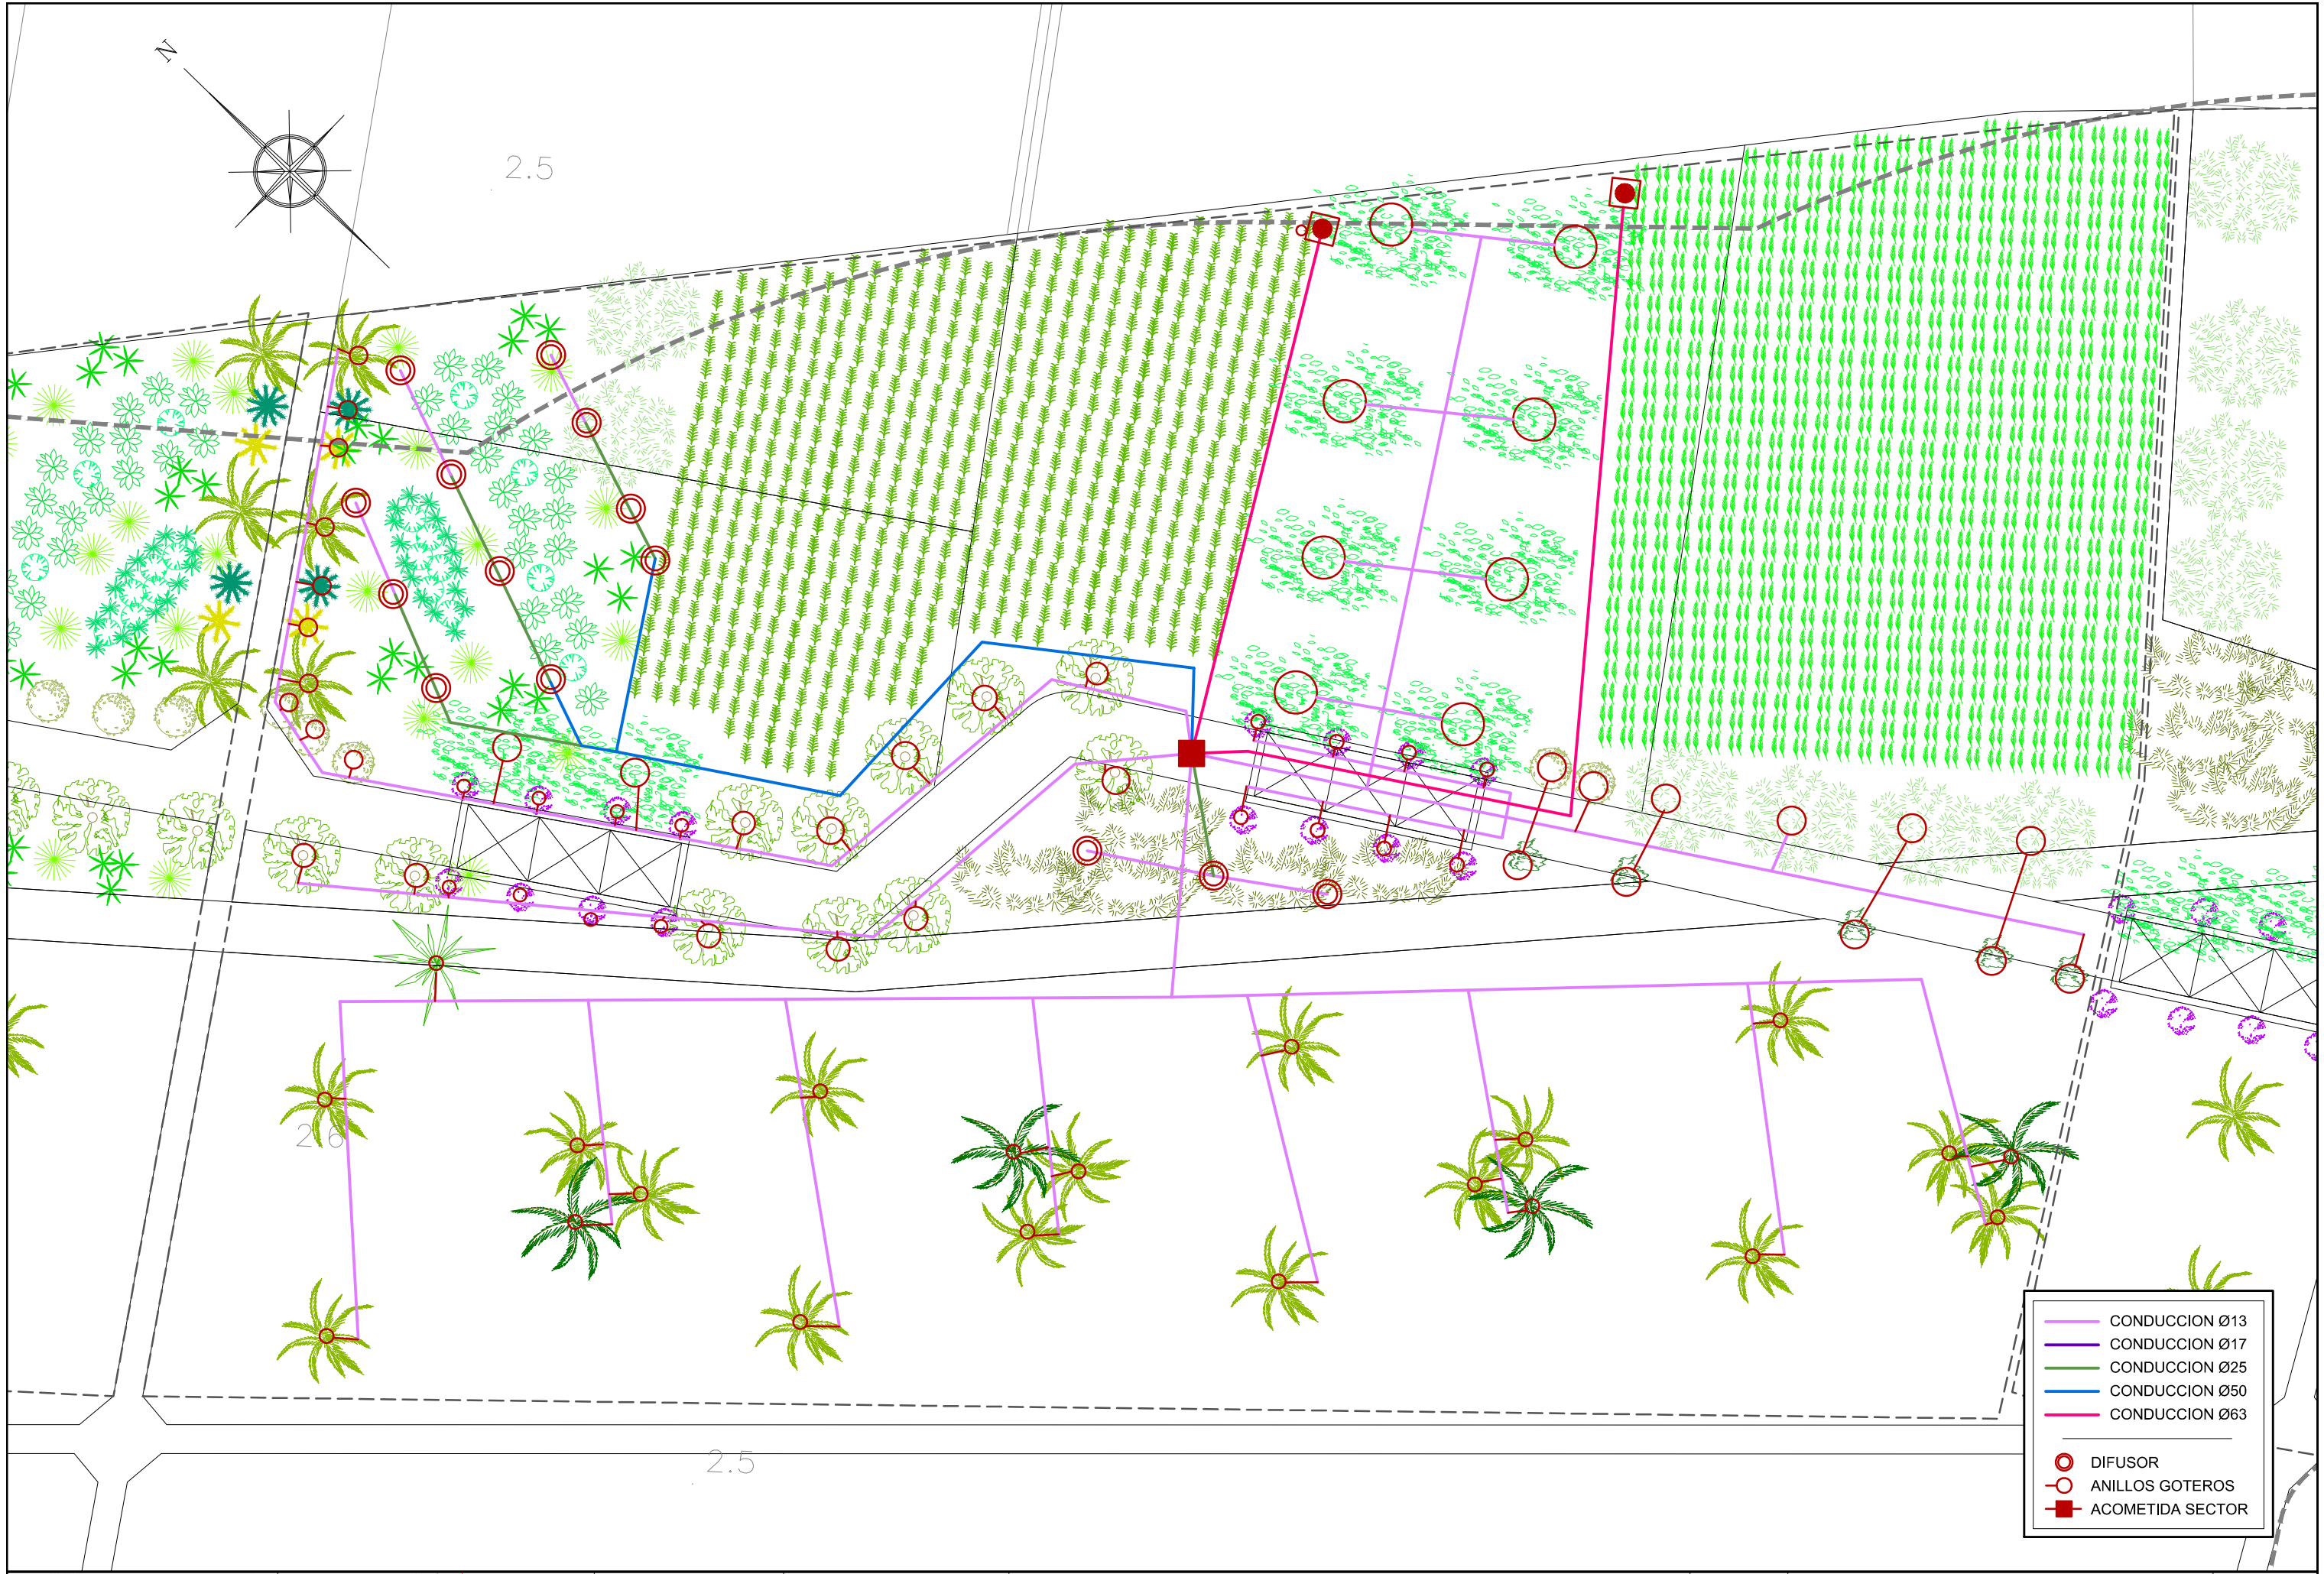 N
2.5
2.6
2.5
CONDUCCION Ø13
CONDUCCION Ø17
CONDUCCION Ø25
CONDUCCION Ø50
CONDUCCION Ø63
DIFUSOR
ANILLOS GOTEROS
ACOMETIDA SECTOR